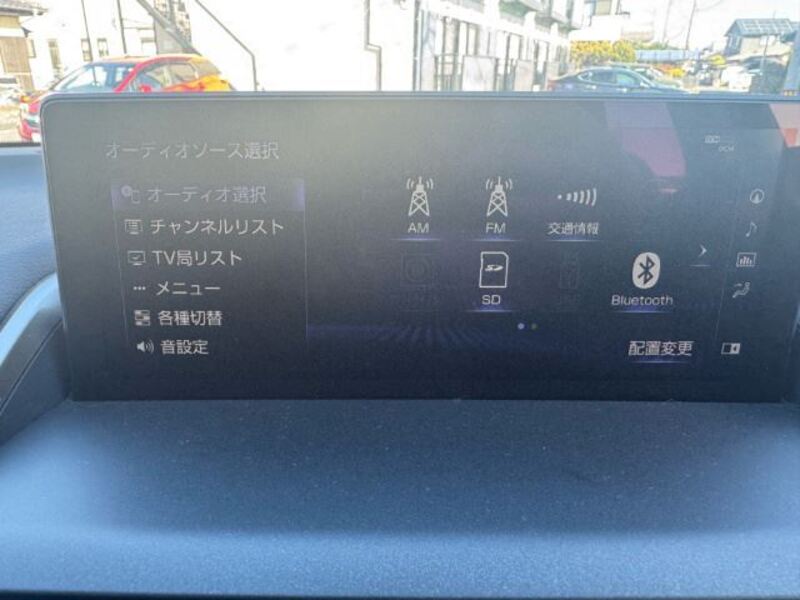 オーディオソース選択
オーディオ選択
チャンネルリスト
TV局リスト
メニュー
各種切替
音設定
AM
FM
交通情報
SD
Bluetooth
配置変更